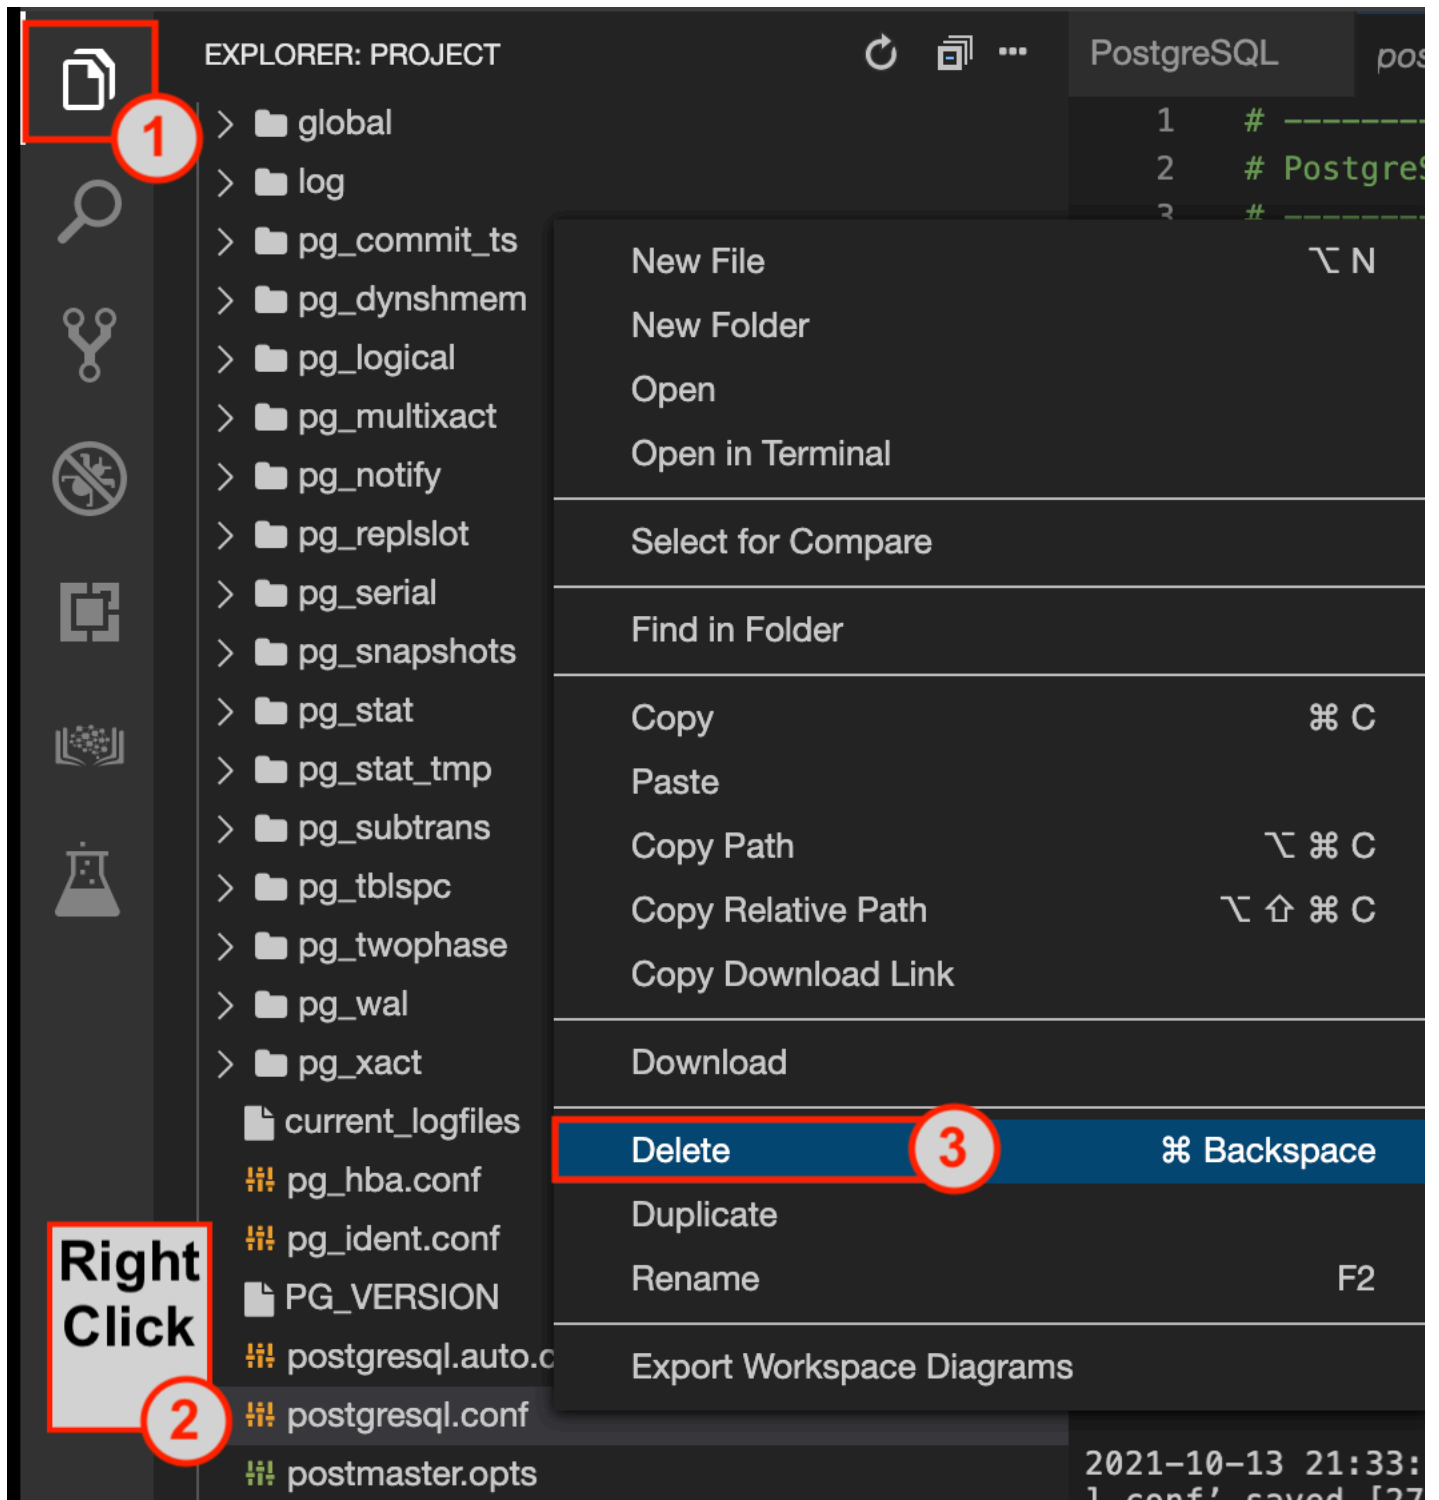 EXPLORER: PROJECT
PostgreSQL
1
global
log
pg_commit_ts
pg_dynshmem
pg_logical
pg_multixact
pg_notify
pg_replslot
pg_serial
pg_snapshots
pg_stat
pg_stat_tmp
pg_subtrans
pg_tblspc
pg_twophase
pg_wal
pg_xact
current_logfiles
pg_hba.conf
pg_ident.conf
PG_VERSION
postgresql.auto.c
postgresql.conf
postmaster.opts
Right
Click
2
1 # --------
2 # PostgreS
3 # --------
New File ⌥ N
New Folder
Open
Open in Terminal
Select for Compare
Find in Folder
Copy ⌘ C
Paste
Copy Path ⌥ ⌘ C
Copy Relative Path ⌥ ⇧ ⌘ C
Copy Download Link
Download
Delete 3 ⌘ Backspace
Duplicate
Rename F2
Export Workspace Diagrams
2021-10-13 21:33: